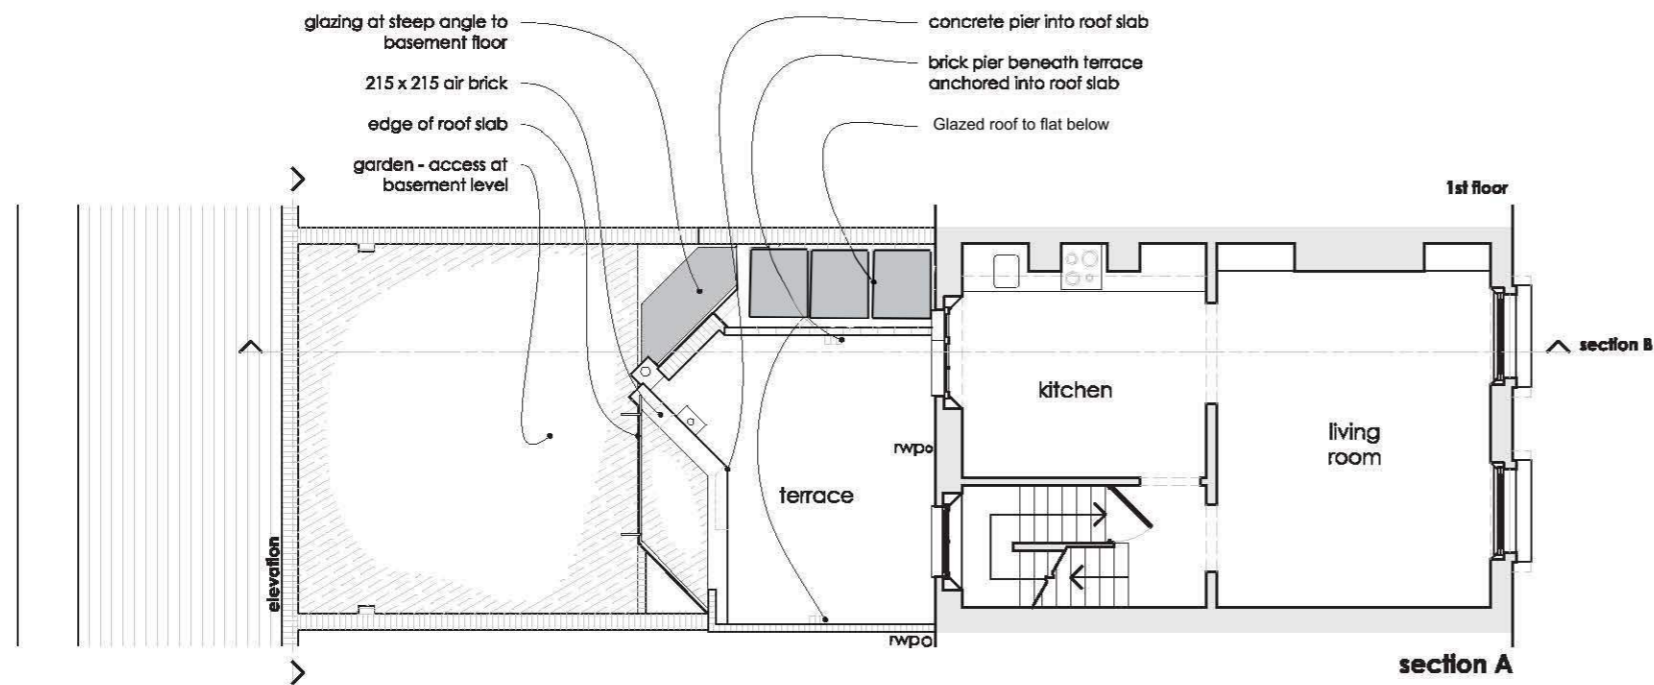 glazing at steep angle to
basement floor
215 x 215 air brick
edge of roof slab
garden - access at
basement level
concrete pier into roof slab
brick pier beneath terrace
anchored into roof slab
Glazed roof to flat below
1st floor
section B
kitchen
living
room
rwp
terrace
elevation
rwp
section A